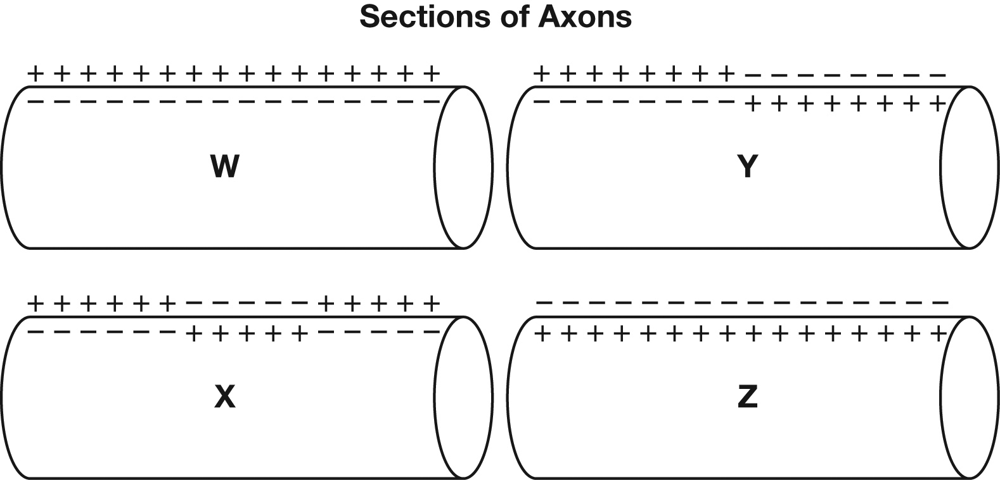 Sections of Axons
+ + + + + + + + + + + + + + + +
− − − − − − − − − − − − − − − −
W
+ + + + + + + + − − − − − − − −
− − − − − − − − + + + + + + + +
Y
+ + + + + + − − − − − + + + + +
− − − − − − + + + + + − − − − −
X
− − − − − − − − − − − − − − − −
+ + + + + + + + + + + + + + + +
Z